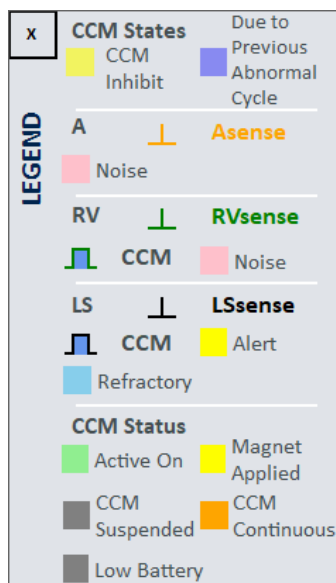 X
LEGEND
CCM States
CCM
Inhibit
Due to
Previous
Abnormal
Cycle
A
Asense
Noise
RV
RVsense
CCM
Noise
LS
LSsense
CCM
Alert
Refractory
CCM Status
Active On
Magnet
Applied
CCM
Suspended
CCM
Continuous
Low Battery